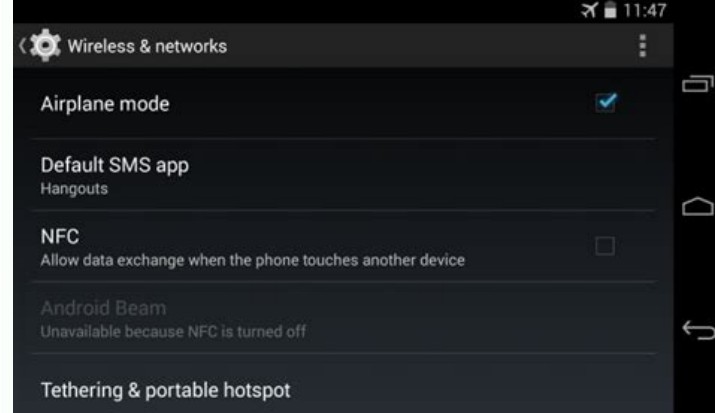 11:47
Wireless & networks
Airplane mode
Default SMS app
Hangouts
NFC
Allow data exchange when the phone touches another device
Android Beam
Unavailable because NFC is turned off
Tethering & portable hotspot